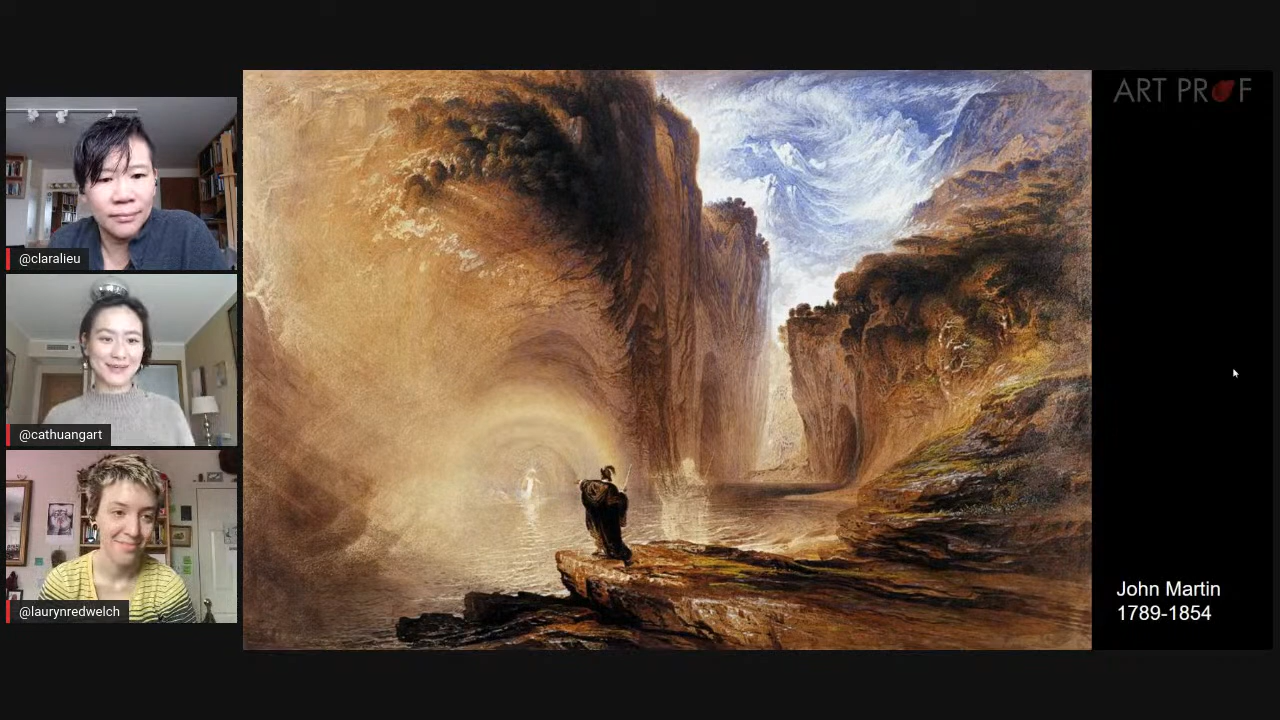 ART PROF
@claralieu
@cathuangart
@laurynredwelch
John Martin
1789-1854